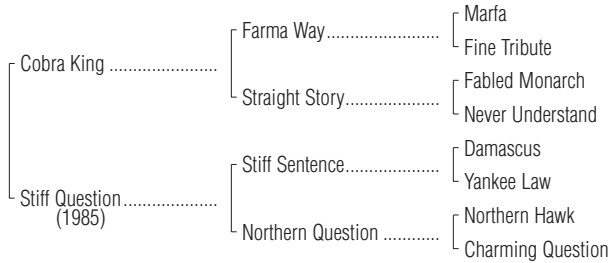 Marfa
Farma Way
Fine Tribute
Cobra King
Fabled Monarch
Straight Story
Never Understand
Damascus
Stiff Sentence
Yankee Law
Stiff Question
(1985)
Northern Hawk
Northern Question
Charming Question